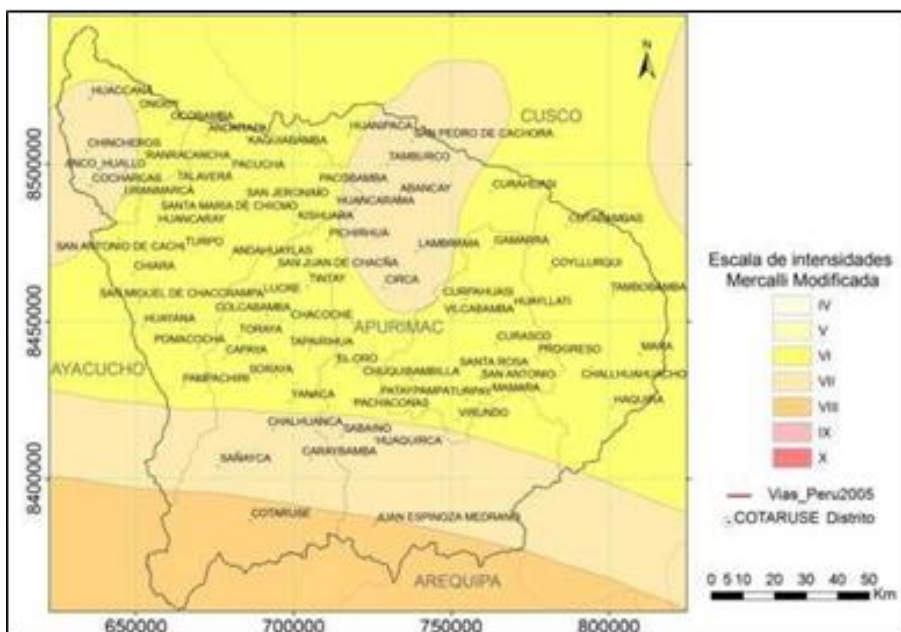 N
HUACCANA
ONGOY
OCOBAMBA
ANDARAPA
HUANIPACA
CUSCO
SAN PEDRO DE CACHORA
KAQUIABAMBA
CHINCHEROS
RANRACANCHA
TAMBURCO
ANCO_HUALLO
PACUCHA
COCHARCAS
TALAVERA
PACOBAMBA
ABANCAY
CURAHUASI
URANMARCA
SAN JERONIMO
HUANCARAMA
SANTA MARIA DE CHICMO
KISHUARA
HUANCARAY
COTABAMBAS
PICHIRHUA
SAN ANTONIO DE CACHI
TURPO
ANDAHUAYLAS
LAMBRAMA
GAMARRA
CHIARA
SAN JUAN DE CHACÑA
COYLLURQUI
TINTAY
CIRCA
LUCRE
CURPAHUASI
TAMBOBAMBA
SAN MIGUEL DE CHACCRAMPA
HUAYLLATI
COLCABAMBA
VILCABAMBA
CHACOCHE
HUAYANA
TORAYA
APURIMAC
POMACOCHA
TAPAIRIHUA
CURASCO
CAPAYA
PROGRESO
MARA
AYACUCHO
SORAYA
EL ORO
SANTA ROSA
PAMPACHIRI
CHUQUIBAMBILLA
SAN ANTONIO
CHALLHUAHUACHO
YANACA
PATAYPAMPA
TURPAY
MAMARA
HAQUIRA
PACHACONAS
VIRUNDO
CHALHUANCA
SABAINO
HUAQUIRCA
SAÑAYCA
CARAYBAMBA
COTARUSE
JUAN ESPINOZA MEDRANO
AREQUIPA
8500000
8450000
8400000
650000 700000 750000 800000
Escala de intensidades
Mercalli Modificada
IV
V
VI
VII
VIII
IX
X
Vias_Peru2005
COTARUSE Distrito
0 5 10 20 30 40 50
Km